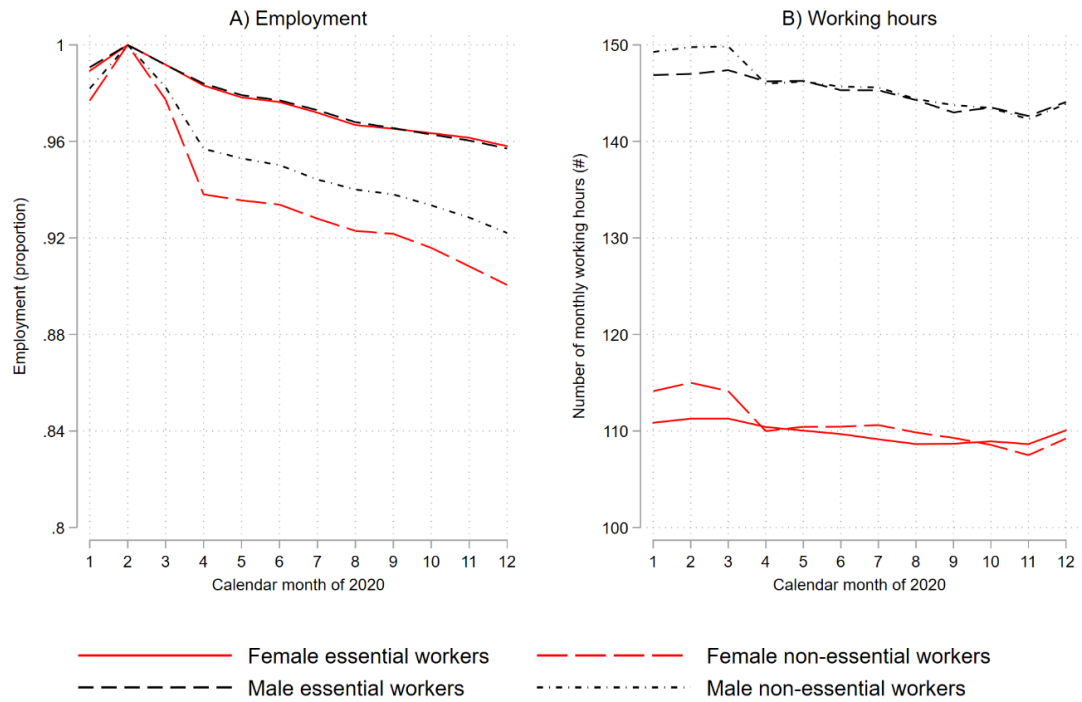 A) Employment
B) Working hours
Employment (proportion)
1
.96
.92
.88
.84
.8
1 2 3 4 5 6 7 8 9 10 11 12
Calendar month of 2020
Number of monthly working hours (#)
150
140
130
120
110
100
1 2 3 4 5 6 7 8 9 10 11 12
Calendar month of 2020
Female essential workers
Female non-essential workers
Male essential workers
Male non-essential workers